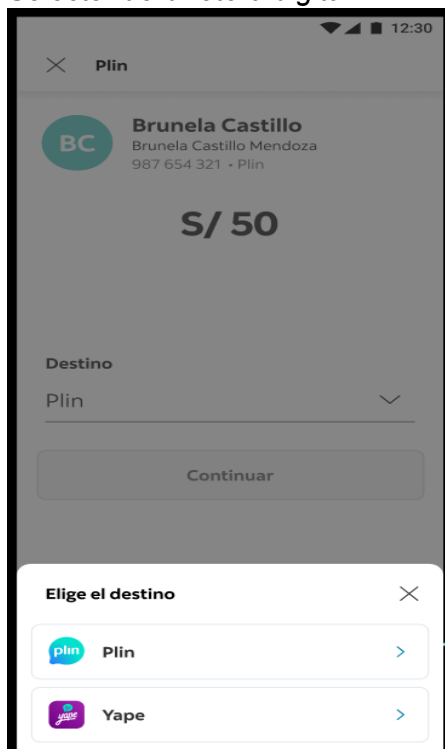 12:30
Plin
BC
Brunela Castillo
Brunela Castillo Mendoza
987 654 321 • Plin
S/ 50
Destino
Plin
Continuar
Elige el destino
plin
Plin
yape
Yape